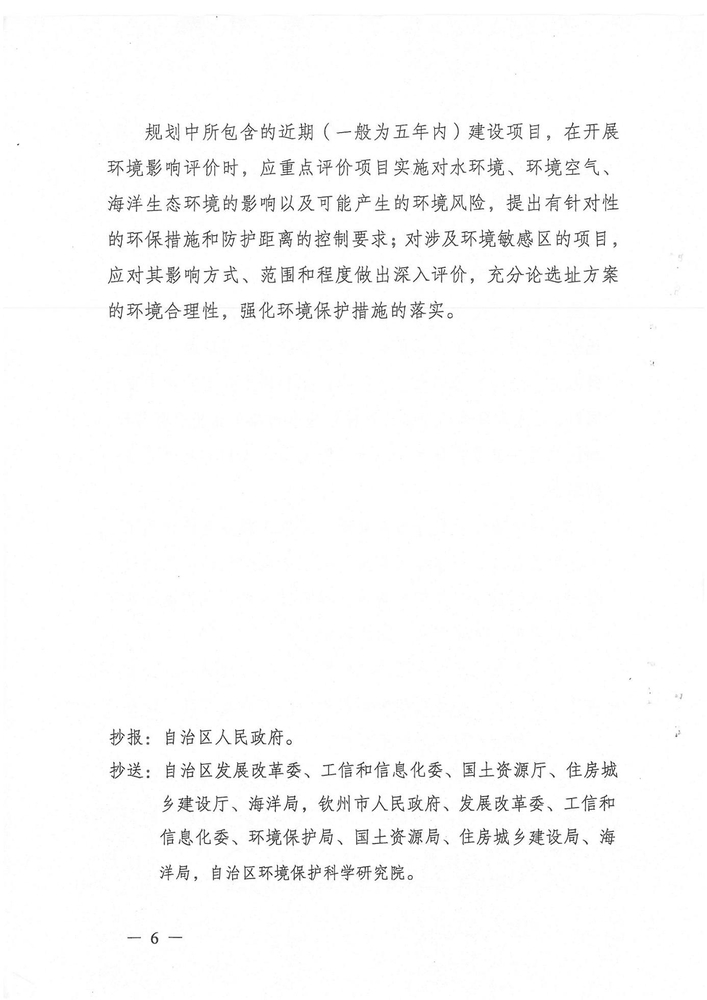 规划中所包含的近期（一般为五年内）建设项目，在开展
环境影响评价时，应重点评价项目实施对水环境、环境空气、
海洋生态环境的影响以及可能产生的环境风险，提出有针对性
的环保措施和防护距离的控制要求；对涉及环境敏感区的项目，
应对其影响方式、范围和程度做出深入评价，充分论选址方案
的环境合理性，强化环境保护措施的落实。
抄报：自治区人民政府。
抄送：自治区发展改革委、工信和信息化委、国土资源厅、住房城
乡建设厅、海洋局，钦州市人民政府、发展改革委、工信和
信息化委、环境保护局、国土资源局、住房城乡建设局、海
洋局，自治区环境保护科学研究院。
— 6 —